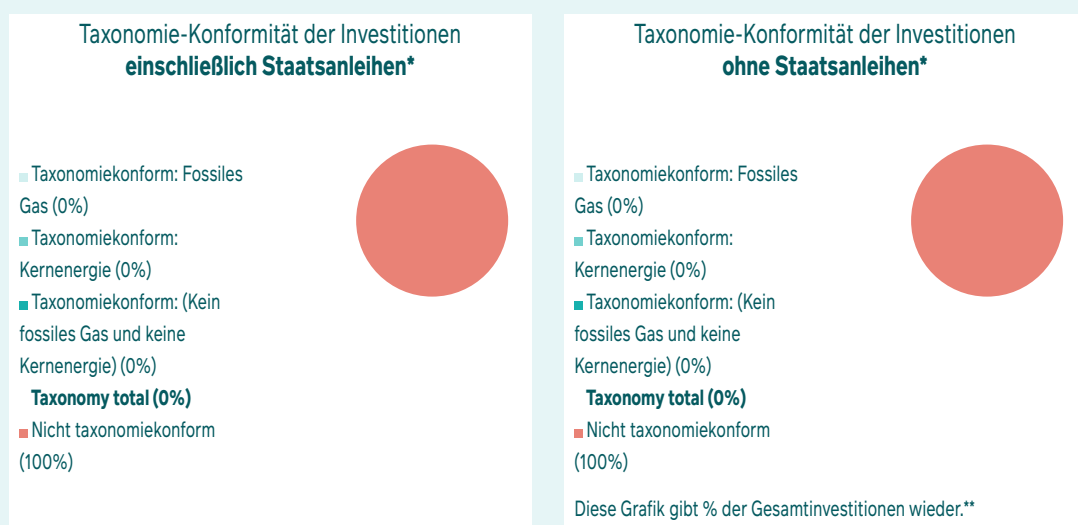 Taxonomie-Konformität der Investitionen
einschließlich Staatsanleihen*
Taxonomiekonform: Fossiles
Gas (0%)
Taxonomiekonform:
Kernenergie (0%)
Taxonomiekonform: (Kein
fossiles Gas und keine
Kernenergie) (0%)
Taxonomy total (0%)
Nicht taxonomiekonform
(100%)
Taxonomie-Konformität der Investitionen
ohne Staatsanleihen*
Taxonomiekonform: Fossiles
Gas (0%)
Taxonomiekonform:
Kernenergie (0%)
Taxonomiekonform: (Kein
fossiles Gas und keine
Kernenergie) (0%)
Taxonomy total (0%)
Nicht taxonomiekonform
(100%)
Diese Grafik gibt % der Gesamtinvestitionen wieder.**